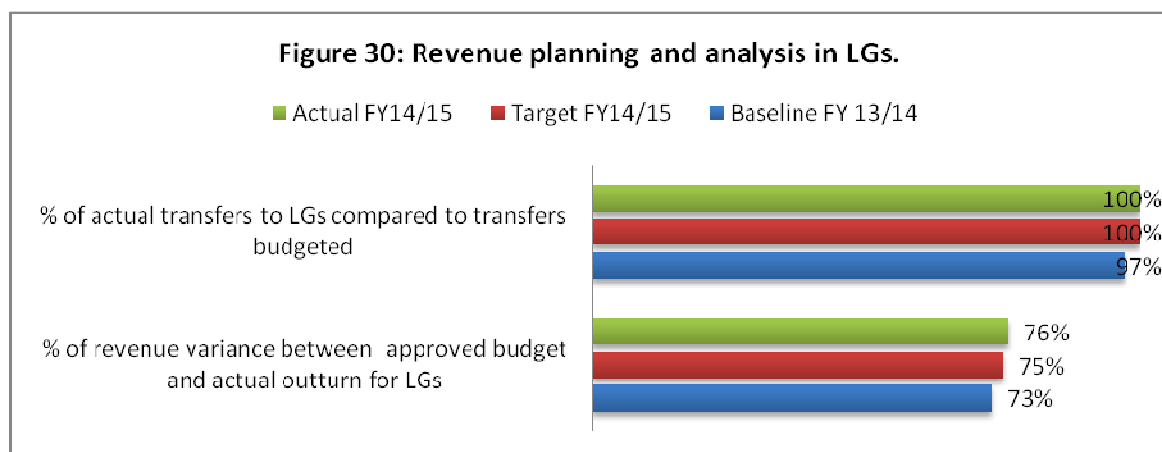 Figure 30: Revenue planning and analysis in LGs.
Actual FY14/15 Target FY14/15 Baseline FY 13/14
% of actual transfers to LGs compared to transfers
budgeted
100%
100%
97%
% of revenue variance between approved budget
and actual outturn for LGs
76%
75%
73%